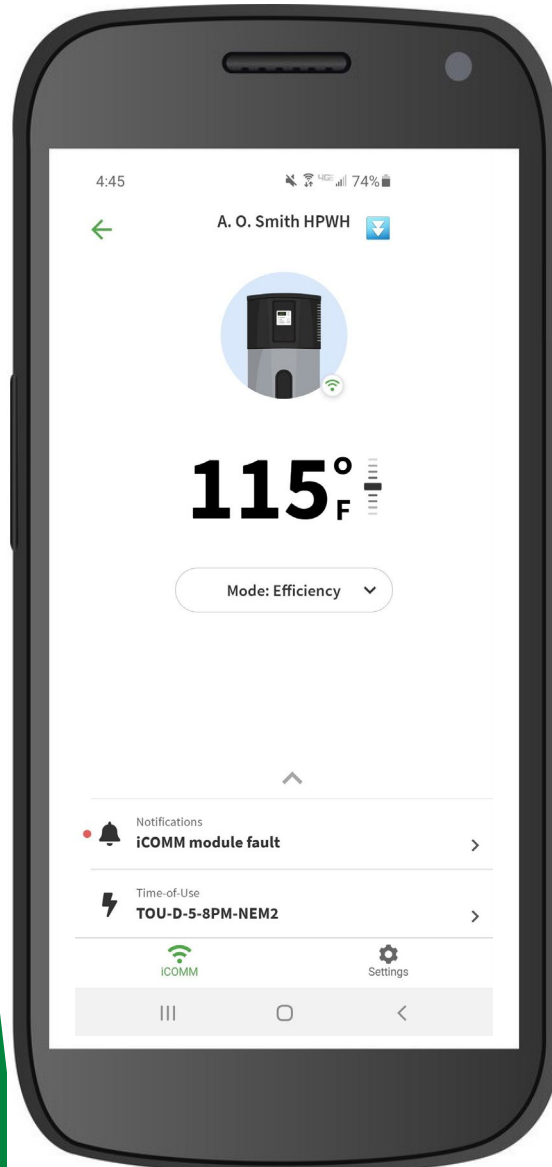 4:45 74%
A. O. Smith HPWH
115°F
Mode: Efficiency
Notifications
iCOMM module fault
Time-of-Use
TOU-D-5-8PM-NEM2
iCOMM Settings